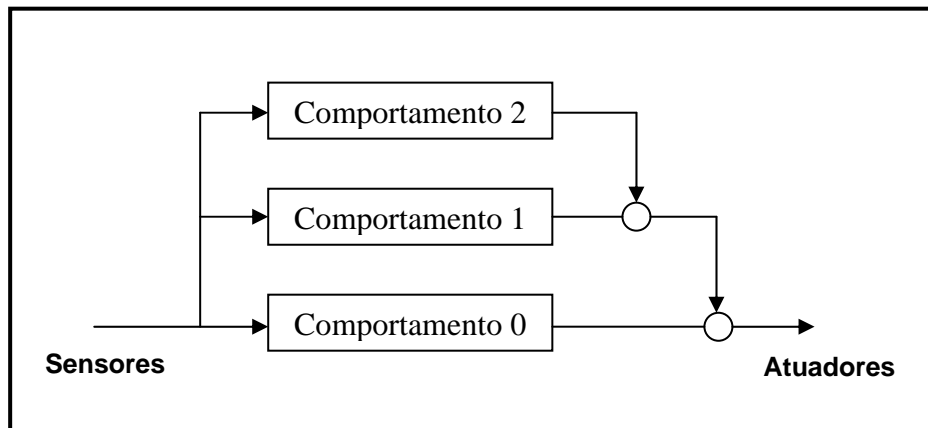 Comportamento 2
Comportamento 1
Comportamento 0
Sensores
Atuadores